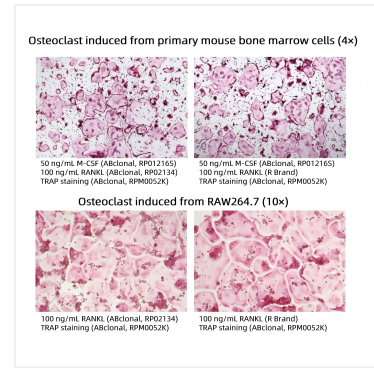 Osteoclast induced from primary mouse bone marrow cells (4×)
50 ng/mL M-CSF (ABclonal, RP01216S)
100 ng/mL RANKL (ABclonal, RP02134)
TRAP staining (ABclonal, RPM0052K)
50 ng/mL M-CSF (ABclonal, RP01216S)
100 ng/mL RANKL (R Brand)
TRAP staining (ABclonal, RPM0052K)
Osteoclast induced from RAW264.7 (10×)
100 ng/mL RANKL (ABclonal, RP02134)
TRAP staining (ABclonal, RPM0052K)
100 ng/mL RANKL (R Brand)
TRAP staining (ABclonal, RPM0052K)